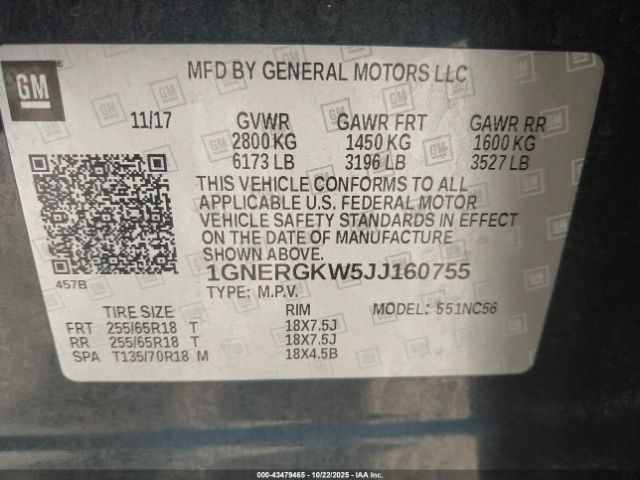 GM
MFD BY GENERAL MOTORS LLC
11/17 GVWR GAWR FRT GAWR RR
2800 KG 1450 KG 1600 KG
6173 LB 3196 LB 3527 LB
THIS VEHICLE CONFORMS TO ALL
APPLICABLE U.S. FEDERAL MOTOR
VEHICLE SAFETY STANDARDS IN EFFECT
ON THE DATE OF MANUFACTURE
1GNERGKW5JJ160755
457B
TYPE: M.P.V. MODEL: 551NC56
TIRE SIZE RIM
FRT 255/65R18 T 18X7.5J
RR 255/65R18 T 18X7.5J
SPA T135/70R18 M 18X4.5B
000-43479465 - 10/22/2025 - IAA, Inc. Copyright